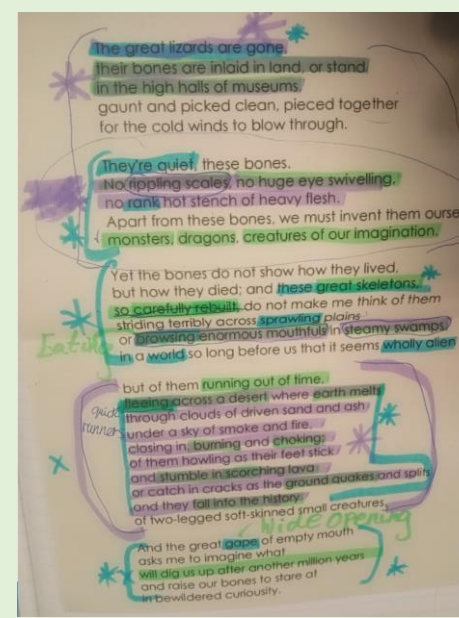 The great lizards are gone,
their bones are inlaid in land, or stand
in the high halls of museums,
gaunt and picked clean, pieced together
for the cold winds to blow through.
They're quiet, these bones.
No rippling scales, no huge eye swivelling,
no rank hot stench of heavy flesh.
Apart from these bones, we must invent them ourse
monsters, dragons, creatures of our imagination.
Yet the bones do not show how they lived,
but how they died; and these great skeletons,
so carefully rebuilt, do not make me think of them
striding terribly across sprawling plains
or browsing enormous mouthfuls in steamy swamps,
Eating
in a world so long before us that it seems wholly alien
but of them running out of time,
fleeing across a desert where earth melts
through clouds of driven sand and ash
runners
under a sky of smoke and fire,
closing in, burning and choking;
of them howling as their feet stick
and stumble in scorching lava
or catch in cracks as the ground quakes and splits
and they fall into the history
of two-legged soft-skinned small creatures.
Wide opening
And the great gape of empty mouth
asks me to imagine what
will dig us up after another million years
and raise our bones to stare at
in bewildered curiousity.